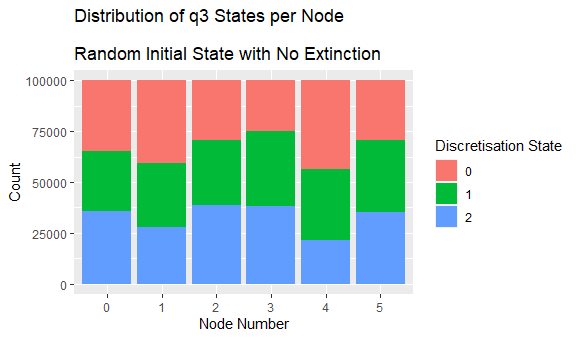 Distribution of q3 States per Node
Random Initial State with No Extinction
100000
75000
50000
25000
0
Count
0 1 2 3 4 5
Node Number
Discretisation State
0
1
2